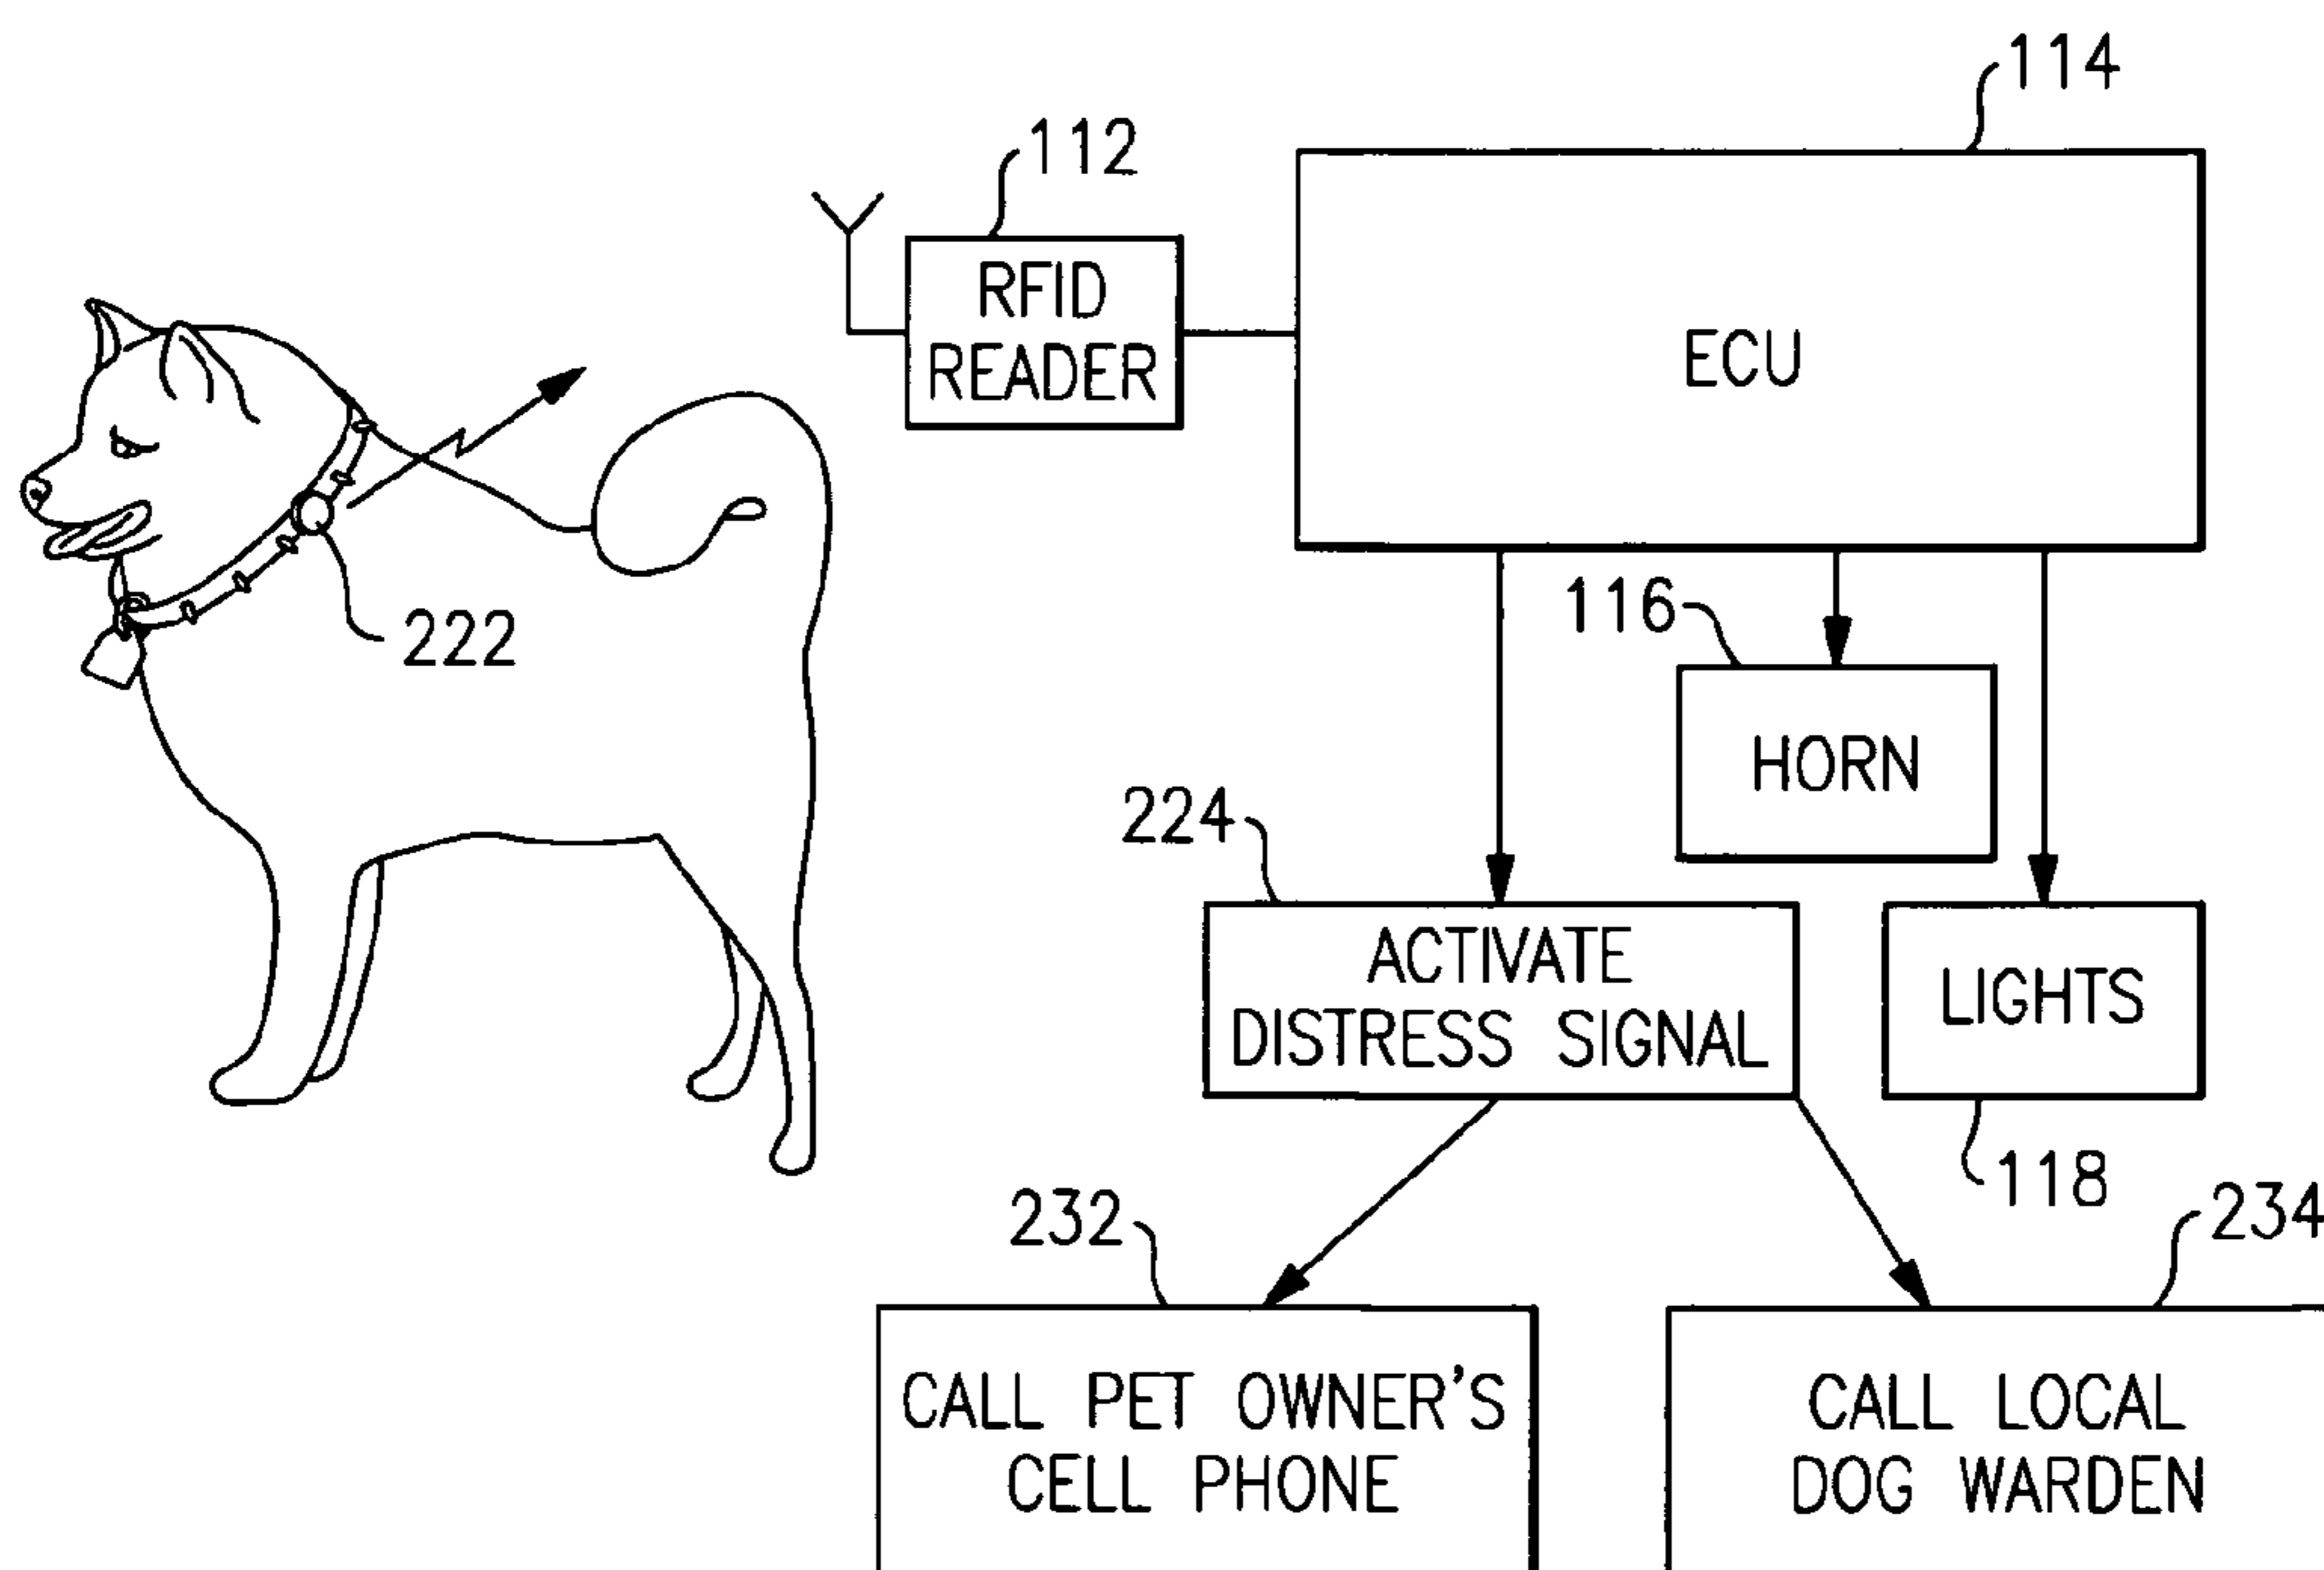 114
112
RFID
READER
ECU
116
222
HORN
224
ACTIVATE
DISTRESS SIGNAL
LIGHTS
118
232
234
CALL PET OWNER'S
CELL PHONE
CALL LOCAL
DOG WARDEN